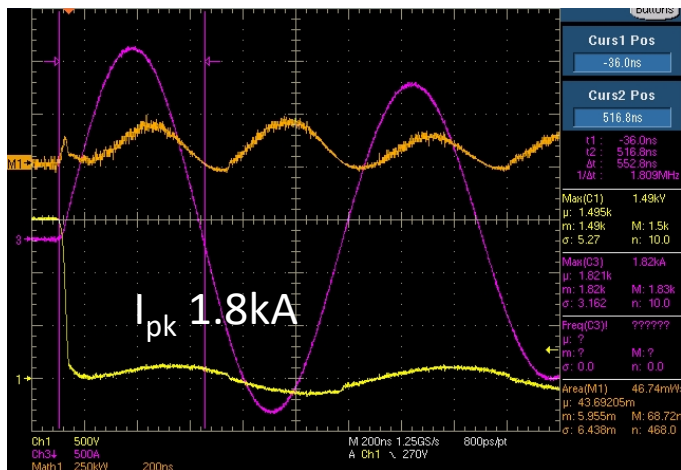 Buttons
Curs1 Pos
-36.0ns
Curs2 Pos
516.8ns
t1 : -36.0ns
t2 : 516.8ns
Δt : 552.8ns
1/Δt : 1.809MHz
M1
Max(C1) 1.49kV
μ: 1.495k
m: 1.49k M: 1.5k
σ: 5.27 n: 10.0
3
Max(C3) 1.82kA
μ: 1.821k
m: 1.82k M: 1.83k
σ: 3.162 n: 10.0
Ipk 1.8kA
Freq(C3)! ??????
μ: ?
m: ? M: ?
σ: 0.0 n: 0.0
1
Area(M1) 46.74mWs
μ: 43.69205m
m: 5.955m M: 68.72m
σ: 6.438m n: 468.0
Ch1 500V M 200ns 1.25GS/s 800ps/pt
Ch3↓ 500A A Ch1 ∖ 270V
Math1 250kW 200ns